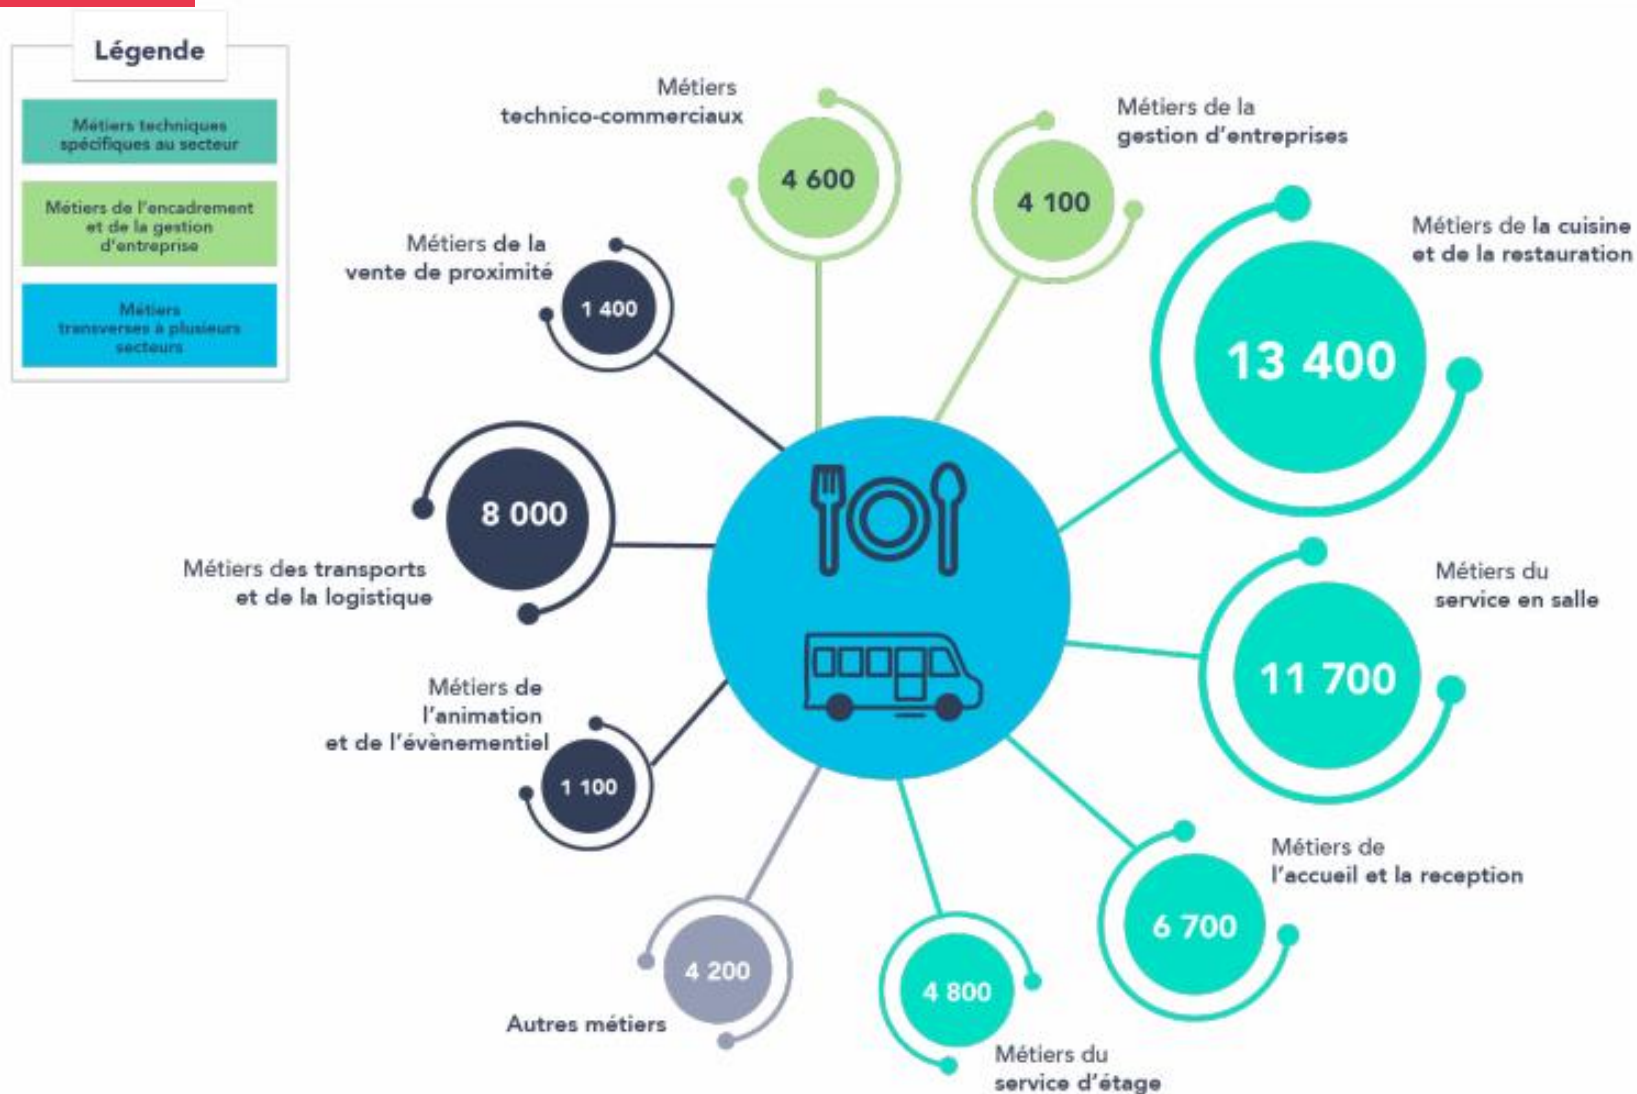 Légende
Métiers techniques
spécifiques au secteur
Métiers de l'encadrement
et de la gestion
d'entreprise
Métiers
transverses à plusieurs
secteurs
Métiers
technico-commerciaux
4 600
Métiers de la
gestion d'entreprises
4 100
Métiers de la cuisine
et de la restauration
13 400
Métiers de la
vente de proximité
1 400
8 000
Métiers des transports
et de la logistique
Métiers du
service en salle
11 700
Métiers de
l'animation
et de l'évènementiel
1 100
Métiers de
l'accueil et la reception
6 700
4 200
Autres métiers
4 800
Métiers du
service d'étage